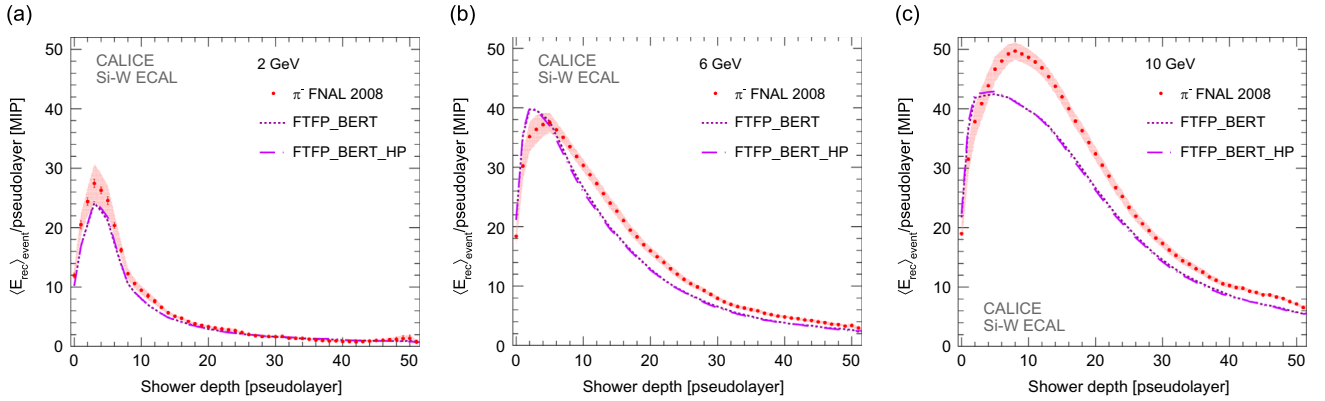 (a)
CALICE
Si-W ECAL
2 GeV
π- FNAL 2008
FTFP_BERT
FTFP_BERT_HP
50
40
30
20
10
0
⟨E_rec⟩_event/pseudolayer [MIP]
0 10 20 30 40 50
Shower depth [pseudolayer]
(b)
CALICE
Si-W ECAL
6 GeV
π- FNAL 2008
FTFP_BERT
FTFP_BERT_HP
50
40
30
20
10
0
⟨E_rec⟩_event/pseudolayer [MIP]
0 10 20 30 40 50
Shower depth [pseudolayer]
(c)
10 GeV
π- FNAL 2008
FTFP_BERT
FTFP_BERT_HP
CALICE
Si-W ECAL
50
40
30
20
10
0
⟨E_rec⟩_event/pseudolayer [MIP]
0 10 20 30 40 50
Shower depth [pseudolayer]